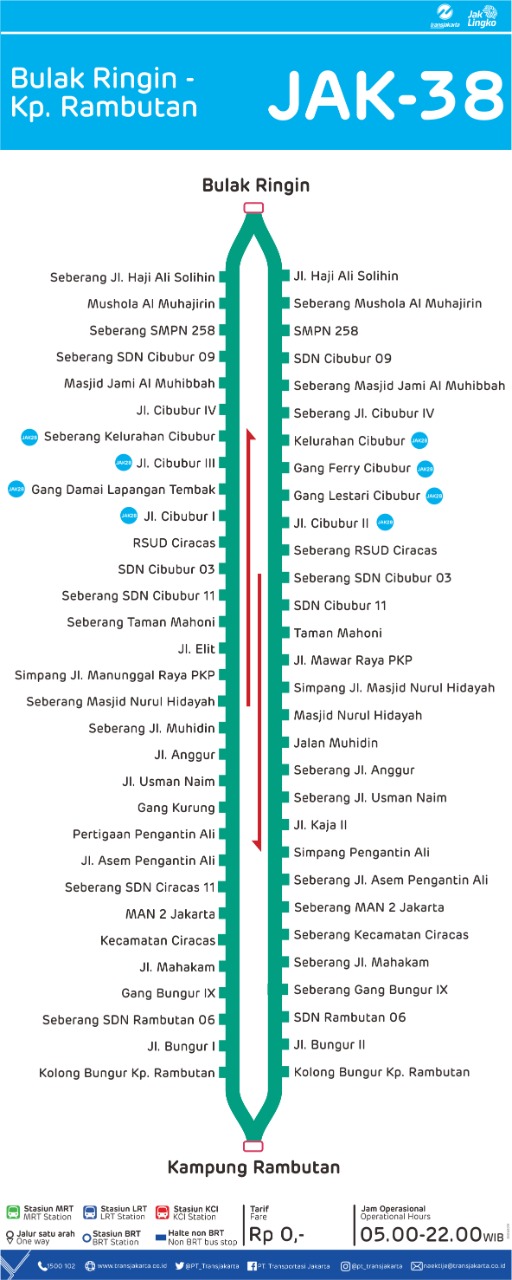 transjakarta
Jak
Lingko
Bulak Ringin -
Kp. Rambutan
JAK-38
Bulak Ringin
Seberang Jl. Haji Ali Solihin
Mushola Al Muhajirin
Seberang SMPN 258
Seberang SDN Cibubur 09
Masjid Jami Al Muhibbah
Jl. Cibubur IV
JAK28 Seberang Kelurahan Cibubur
JAK28 Jl. Cibubur III
JAK28 Gang Damai Lapangan Tembak
JAK28 Jl. Cibubur I
RSUD Ciracas
SDN Cibubur 03
Seberang SDN Cibubur 11
Seberang Taman Mahoni
Jl. Elit
Simpang Jl. Manunggal Raya PKP
Seberang Masjid Nurul Hidayah
Seberang Jl. Muhidin
Jl. Anggur
Jl. Usman Naim
Gang Kurung
Pertigaan Pengantin Ali
Jl. Asem Pengantin Ali
Seberang SDN Ciracas 11
MAN 2 Jakarta
Kecamatan Ciracas
Jl. Mahakam
Gang Bungur IX
Seberang SDN Rambutan 06
Jl. Bungur I
Kolong Bungur Kp. Rambutan
Jl. Haji Ali Solihin
Seberang Mushola Al Muhajirin
SMPN 258
SDN Cibubur 09
Seberang Masjid Jami Al Muhibbah
Seberang Jl. Cibubur IV
Kelurahan Cibubur JAK28
Gang Ferry Cibubur JAK28
Gang Lestari Cibubur JAK28
Jl. Cibubur II JAK28
Seberang RSUD Ciracas
Seberang SDN Cibubur 03
SDN Cibubur 11
Taman Mahoni
Jl. Mawar Raya PKP
Simpang Jl. Masjid Nurul Hidayah
Masjid Nurul Hidayah
Jalan Muhidin
Seberang Jl. Anggur
Seberang Jl. Usman Naim
Jl. Kaja II
Simpang Pengantin Ali
Seberang Jl. Asem Pengantin Ali
Seberang MAN 2 Jakarta
Seberang Kecamatan Ciracas
Seberang Jl. Mahakam
Seberang Gang Bungur IX
SDN Rambutan 06
Jl. Bungur II
Kolong Bungur Kp. Rambutan
Kampung Rambutan
Stasiun MRT
MRT Station
Stasiun LRT
LRT Station
Stasiun KCI
KCI Station
Jalur satu arah
One way
Stasiun BRT
BRT Station
Halte non BRT
Non BRT bus stop
Tarif
Fare
Rp 0,-
Jam Operasional
Operational Hours
05.00-22.00 WIB
1500 102
www.transjakarta.co.id
@PT_Transjakarta
PT Transportasi Jakarta
@pt_transjakarta
naektije@transjakarta.co.id